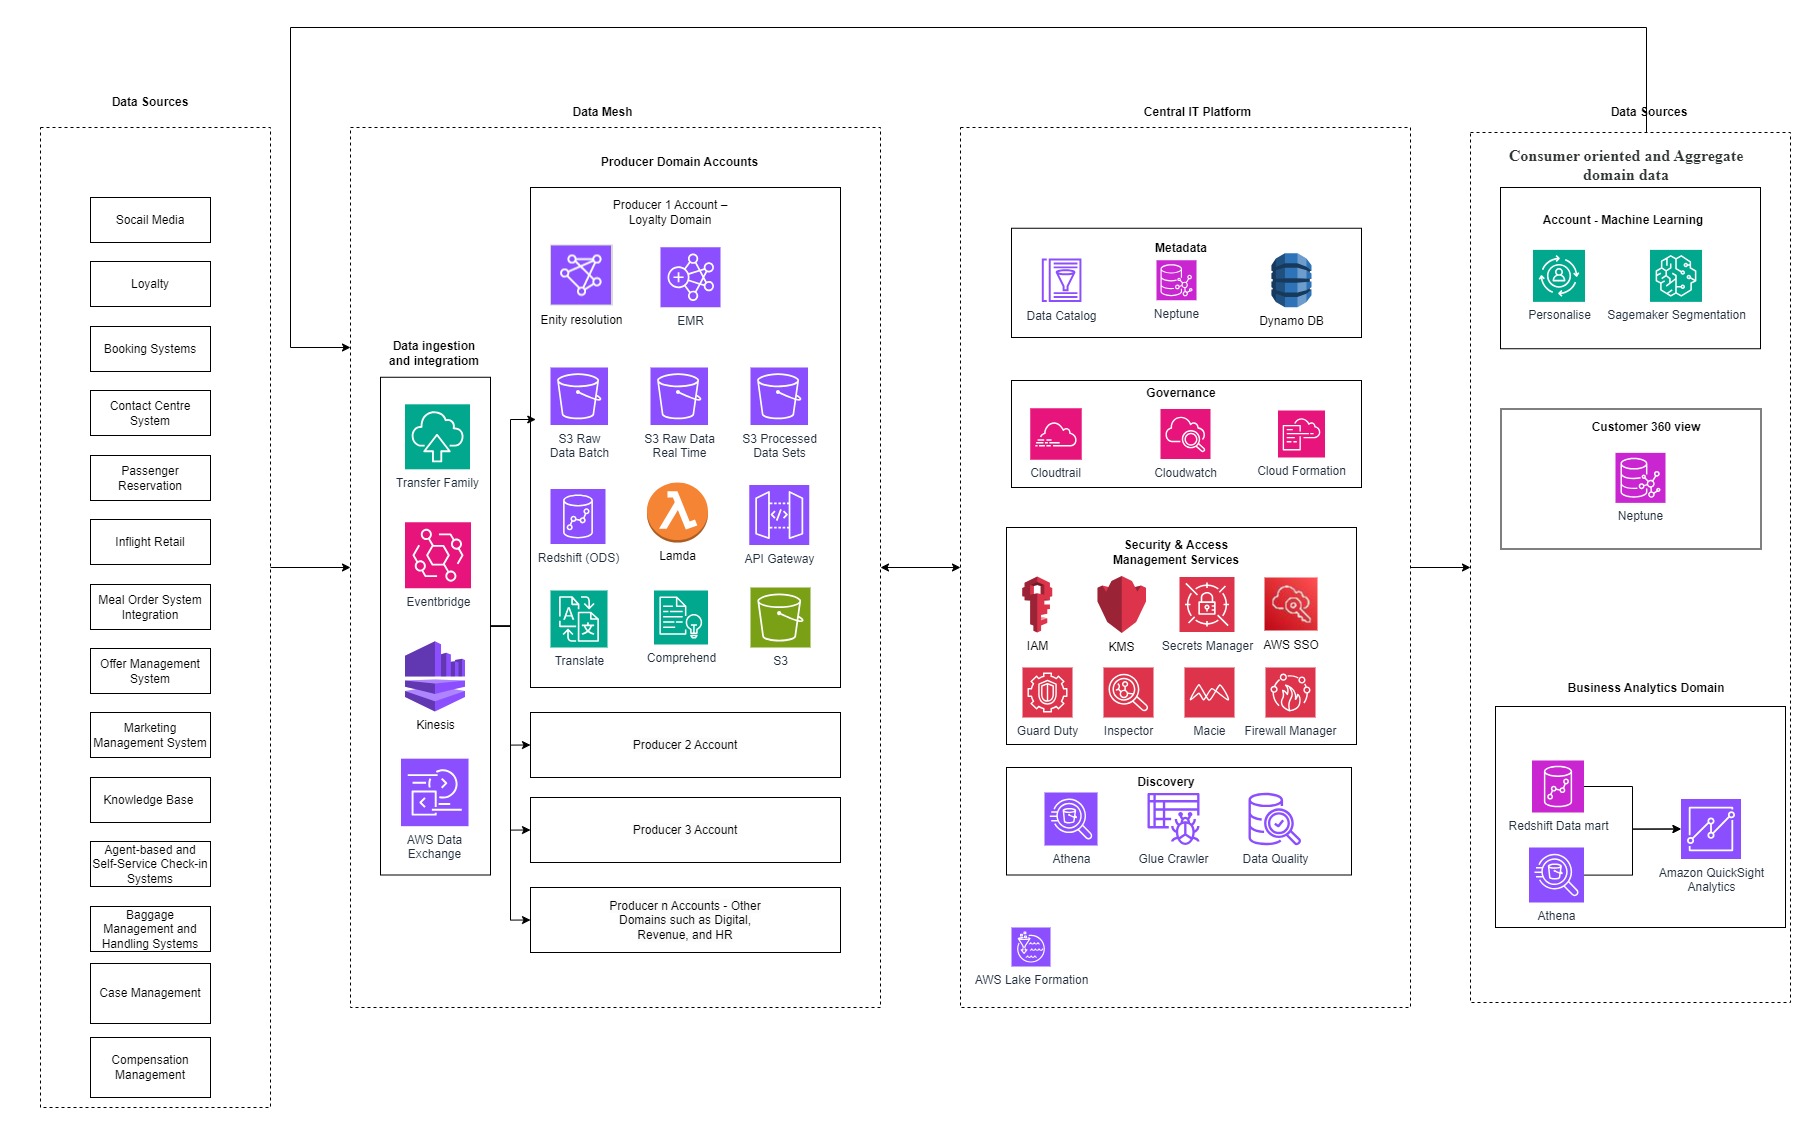 Data Sources
Socail Media
Loyalty
Booking Systems
Contact Centre
System
Passenger
Reservation
Inflight Retail
Meal Order System
Integration
Offer Management
System
Marketing
Management System
Knowledge Base
Agent-based and
Self-Service Check-in
Systems
Baggage
Management and
Handling Systems
Case Management
Compensation
Management
Data Mesh
Data ingestion
and integratiom
Transfer Family
Eventbridge
Kinesis
AWS Data
Exchange
Producer Domain Accounts
Producer 1 Account –
Loyalty Domain
Enity resolution
EMR
S3 Raw
Data Batch
S3 Raw Data
Real Time
S3 Processed
Data Sets
Redshift (ODS)
Lamda
API Gateway
Translate
Comprehend
S3
Producer 2 Account
Producer 3 Account
Producer n Accounts - Other
Domains such as Digital,
Revenue, and HR
Central IT Platform
Metadata
Data Catalog
Neptune
Dynamo DB
Governance
Cloudtrail
Cloudwatch
Cloud Formation
Security & Access
Management Services
IAM
KMS
Secrets Manager
AWS SSO
Guard Duty
Inspector
Macie
Firewall Manager
Discovery
Athena
Glue Crawler
Data Quality
AWS Lake Formation
Data Sources
Consumer oriented and Aggregate
domain data
Account - Machine Learning
Personalise
Sagemaker Segmentation
Customer 360 view
Neptune
Business Analytics Domain
Redshift Data mart
Athena
Amazon QuickSight
Analytics